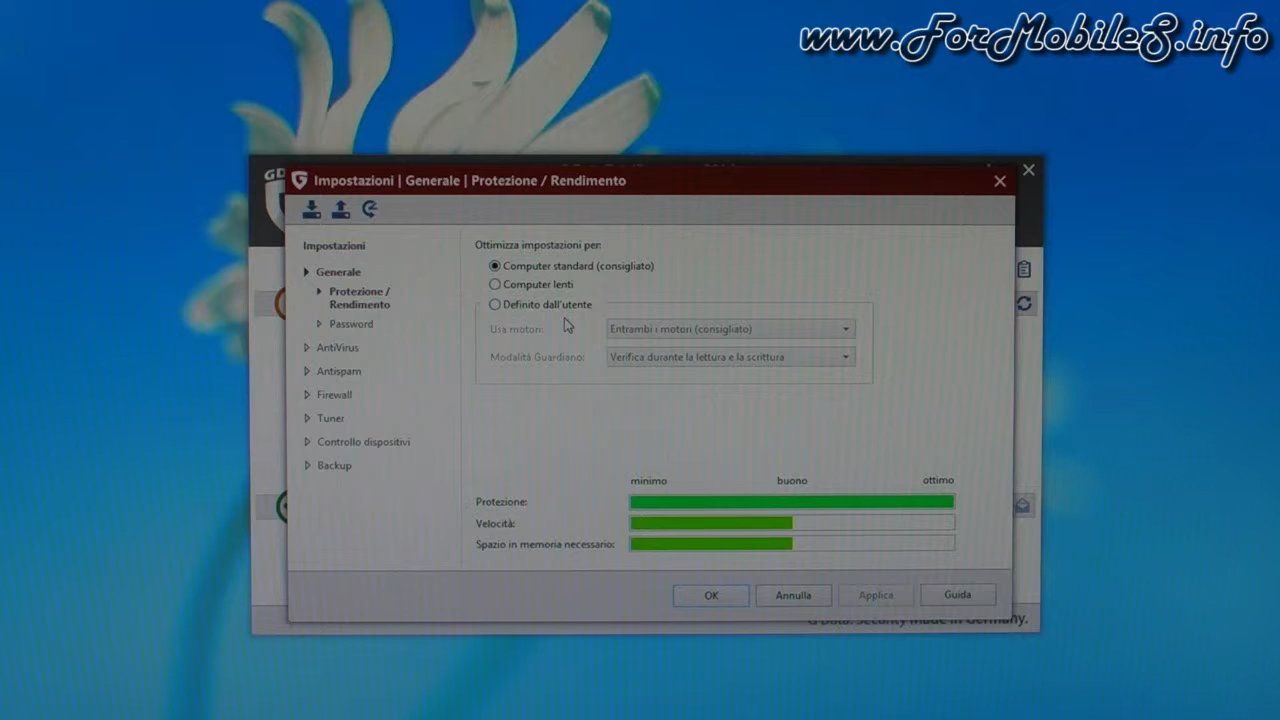 www.ForMobileS.info
GD
Impostazioni | Generale | Protezione / Rendimento
Impostazioni
Generale
Protezione /
Rendimento
Password
AntiVirus
Antispam
Firewall
Tuner
Controllo dispositivi
Backup
Ottimizza impostazioni per:
Computer standard (consigliato)
Computer lenti
Definito dall'utente
Usa motori: Entrambi i motori (consigliato)
Modalità Guardiano: Verifica durante la lettura e la scrittura
minimo buono ottimo
Protezione:
Velocità:
Spazio in memoria necessario:
OK Annulla Applica Guida
G Data. Security Made in Germany.